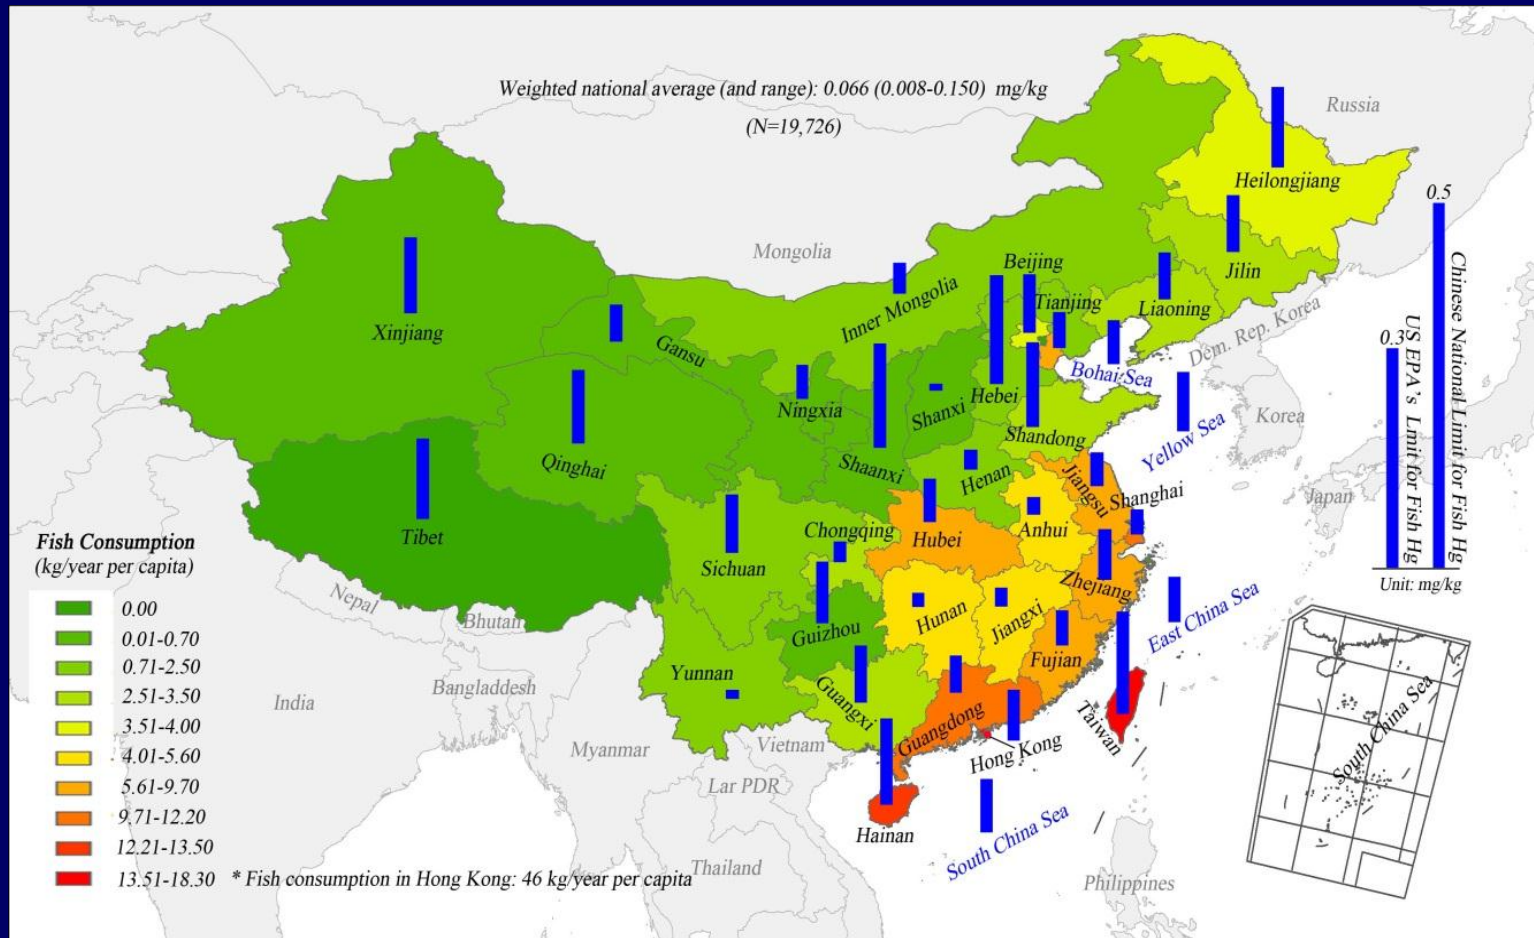 Weighted national average (and range): 0.066 (0.008-0.150)  mg/kg
(N=19,726)
Russia
Heilongjiang
0.5
Mongolia
Beijing
Jilin
Inner Mongolia
Tianjing
Liaoning
Xinjiang
Gansu
Dem. Rep. Korea
0.3
US EPA's Lmit for Fish Hg
Chinese National Limit for Fish Hg
Bohai Sea
Ningxia
Shanxi
Hebei
Korea
Shandong
Yellow Sea
Qinghai
Shaanxi
Henan
Jiangsu
Shanghai
Japan
Tibet
Chongqing
Hubei
Anhui
Fish Consumption
(kg/year per capita)
Sichuan
Zhejiang
Unit: mg/kg
Nepal
Bhutan
0.00
0.01-0.70
0.71-2.50
2.51-3.50
3.51-4.00
4.01-5.60
5.61-9.70
9.71-12.20
12.21-13.50
13.51-18.30
Guizhou
Hunan
Jiangxi
East China Sea
Fujian
Yunnan
Bangladesh
India
Guangxi
Guangdong
Taiwan
South China Sea
Myanmar
Vietnam
Hong Kong
Lar PDR
Hainan
South China Sea
Thailand
Philippines
* Fish consumption in Hong Kong: 46 kg/year per capita